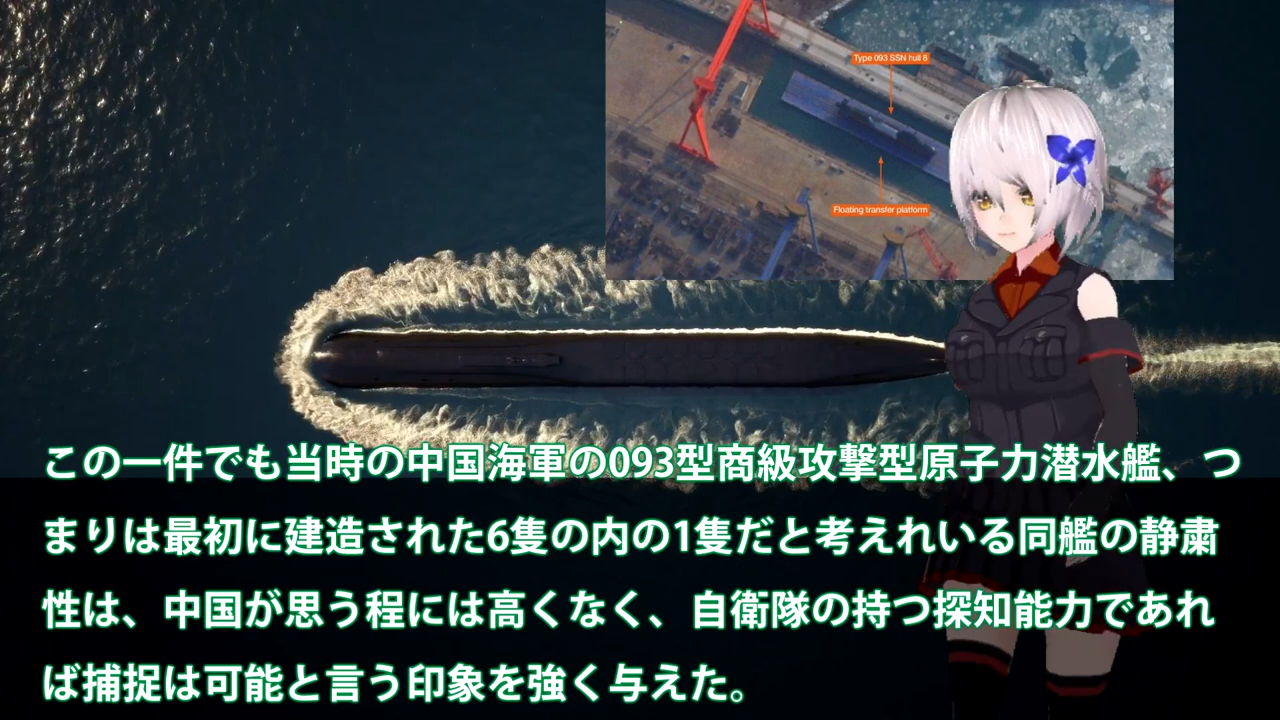 Type 093 SSN hull 8
Floating transfer platform
この一件でも当時の中国海軍の093型商級攻撃型原子力潜水艦、つ
まりは最初に建造された6隻の内の1隻だと考えれいる同艦の静粛
性は、中国が思う程には高くなく、自衛隊の持つ探知能力であれ
ば捕捉は可能と言う印象を強く与えた。